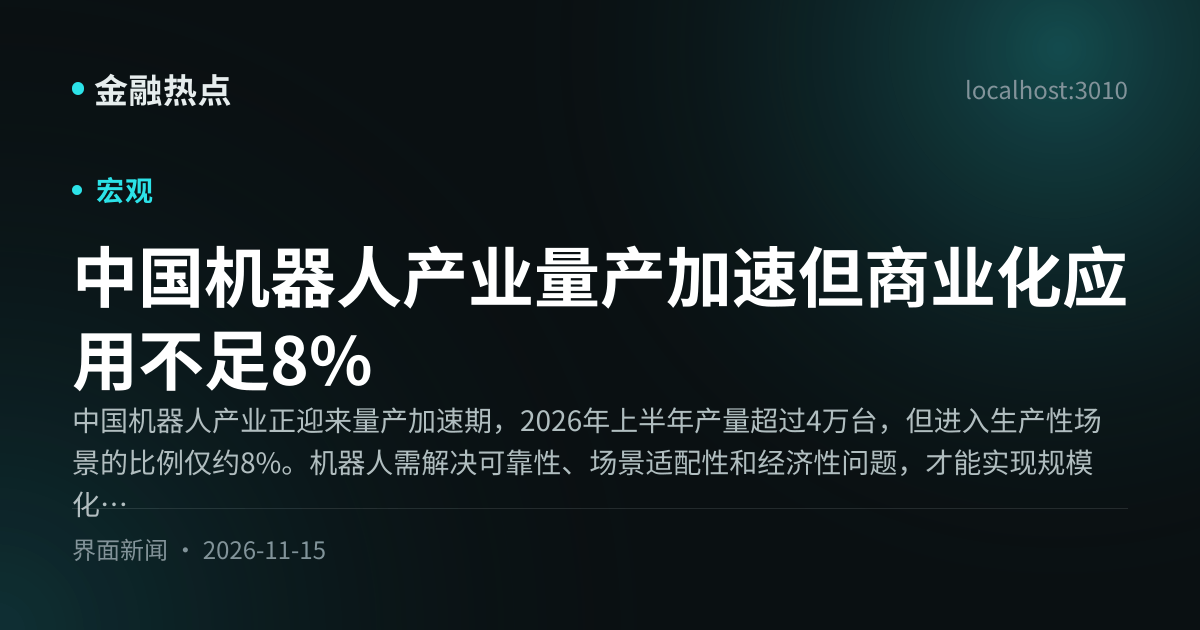 金融热点
localhost:3010
宏观
中国机器人产业量产加速但商业化应
用不足8%
中国机器人产业正迎来量产加速期，2026年上半年产量超过4万台，但进入生产性场
景的比例仅约8%。机器人需解决可靠性、场景适配性和经济性问题，才能实现规模
化…
界面新闻 • 2026-11-15